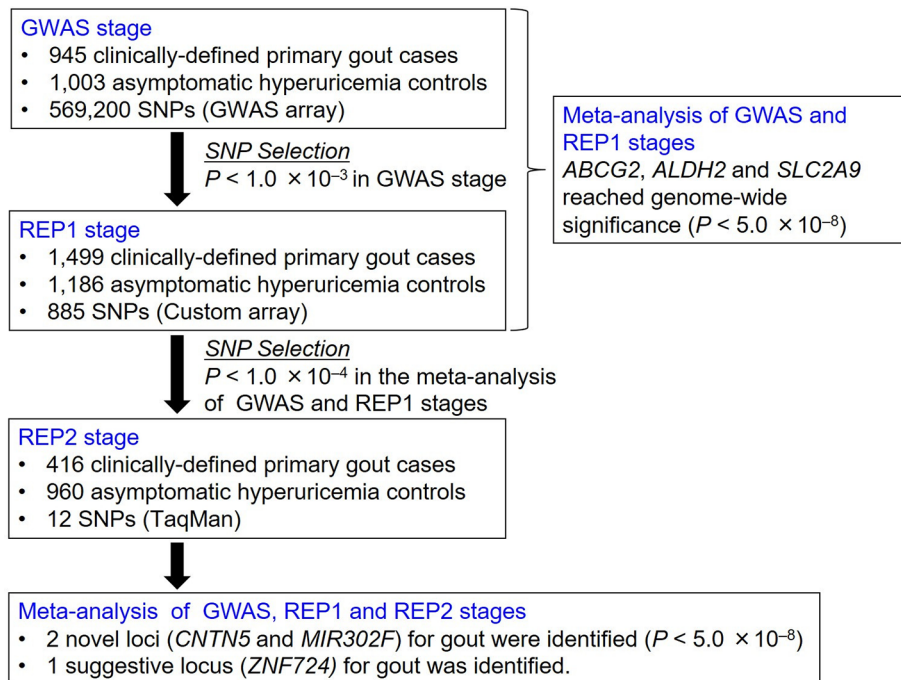 GWAS stage
• 945 clinically-defined primary gout cases
• 1,003 asymptomatic hyperuricemia controls
• 569,200 SNPs (GWAS array)
SNP Selection
P < 1.0 × 10⁻³ in GWAS stage
Meta-analysis of GWAS and
REP1 stages
ABCG2, ALDH2 and SLC2A9
reached genome-wide
significance (P < 5.0 × 10⁻⁸)
REP1 stage
• 1,499 clinically-defined primary gout cases
• 1,186 asymptomatic hyperuricemia controls
• 885 SNPs (Custom array)
SNP Selection
P < 1.0 × 10⁻⁴ in the meta-analysis
of GWAS and REP1 stages
REP2 stage
• 416 clinically-defined primary gout cases
• 960 asymptomatic hyperuricemia controls
• 12 SNPs (TaqMan)
Meta-analysis of GWAS, REP1 and REP2 stages
• 2 novel loci (CNTN5 and MIR302F) for gout were identified (P < 5.0 × 10⁻⁸)
• 1 suggestive locus (ZNF724) for gout was identified.